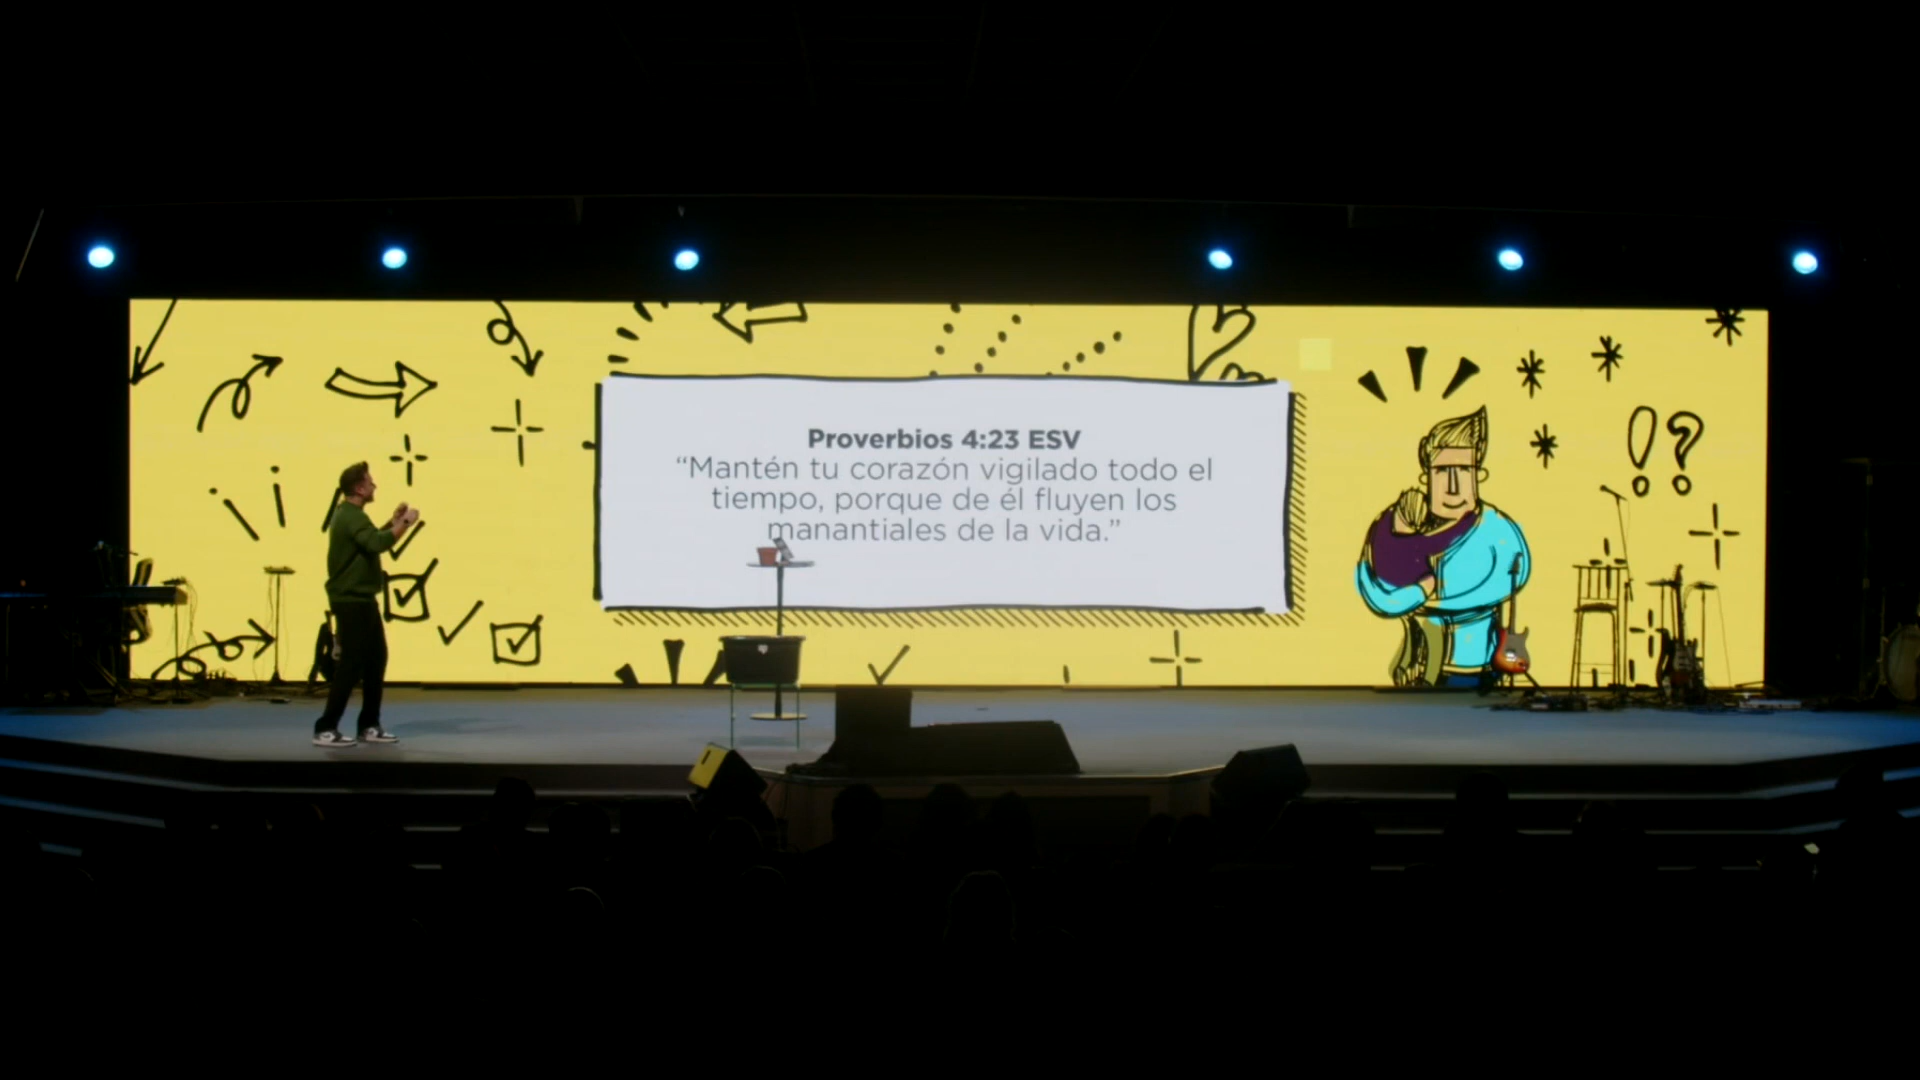 Proverbios 4:23 ESV
“Mantén tu corazón vigilado todo el
tiempo, porque de él fluyen los
manantiales de la vida.”
!?